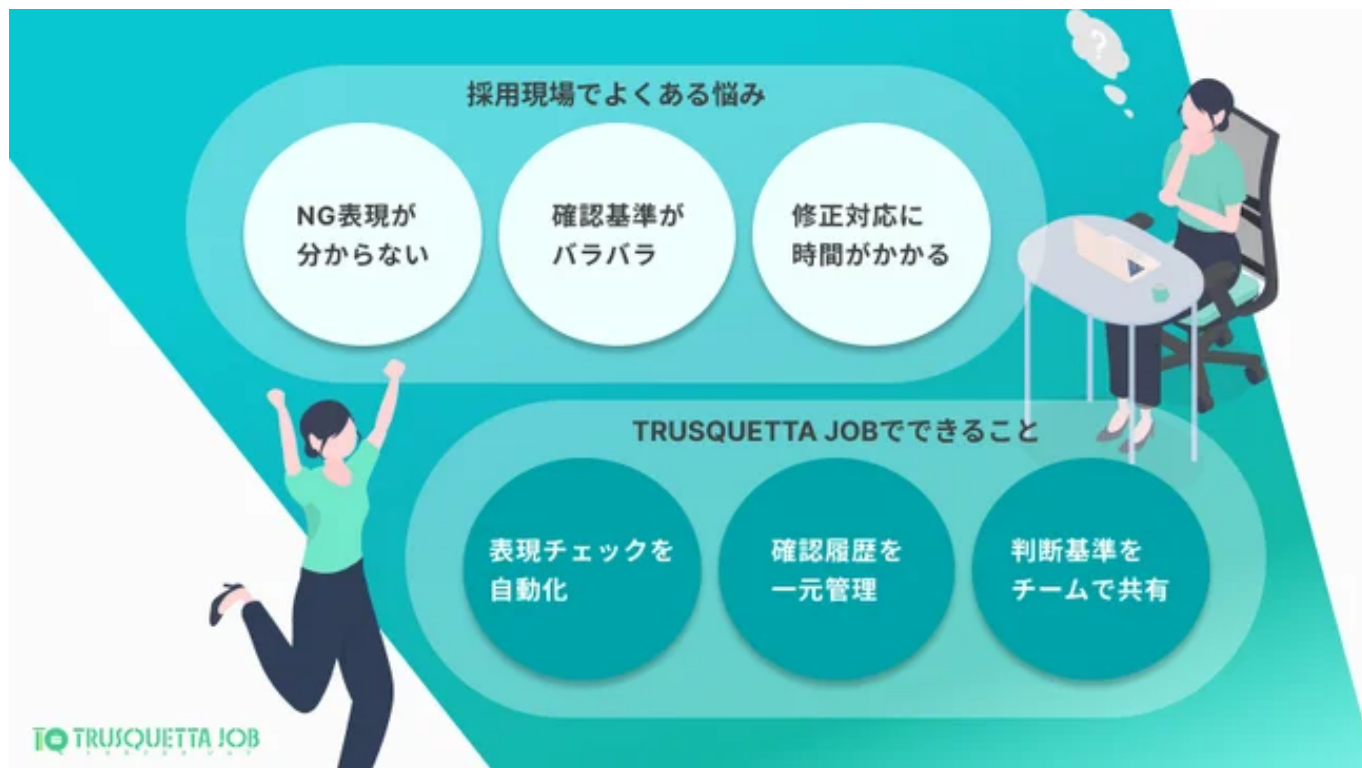 採用現場でよくある悩み
NG表現が
分からない
確認基準が
バラバラ
修正対応に
時間がかかる
?
TRUSQUETTA JOBでできること
表現チェックを
自動化
確認履歴を
一元管理
判断基準を
チームで共有
TRUSQUETTA JOB